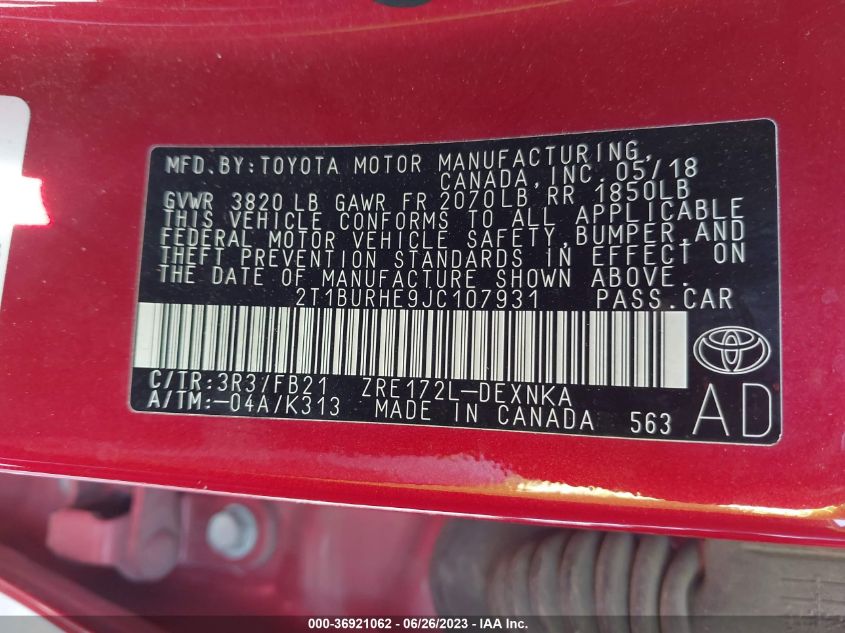 MFD. BY: TOYOTA MOTOR MANUFACTURING,
CANADA, INC. 05/18
GVWR 3820 LB GAWR FR 2070LB RR 1850LB
THIS VEHICLE CONFORMS TO ALL APPLICABLE
FEDERAL MOTOR VEHICLE SAFETY, BUMPER, AND
THEFT PREVENTION STANDARDS IN EFFECT ON
THE DATE OF MANUFACTURE SHOWN ABOVE.
2T1BURHE9JC107931 PASS.CAR
C/TR:3R3/FB21 ZRE172L-DEXNKA
A/TM:-04A/K313 MADE IN CANADA 563 AD
000-36921062 - 06/26/2023 - IAA Inc.